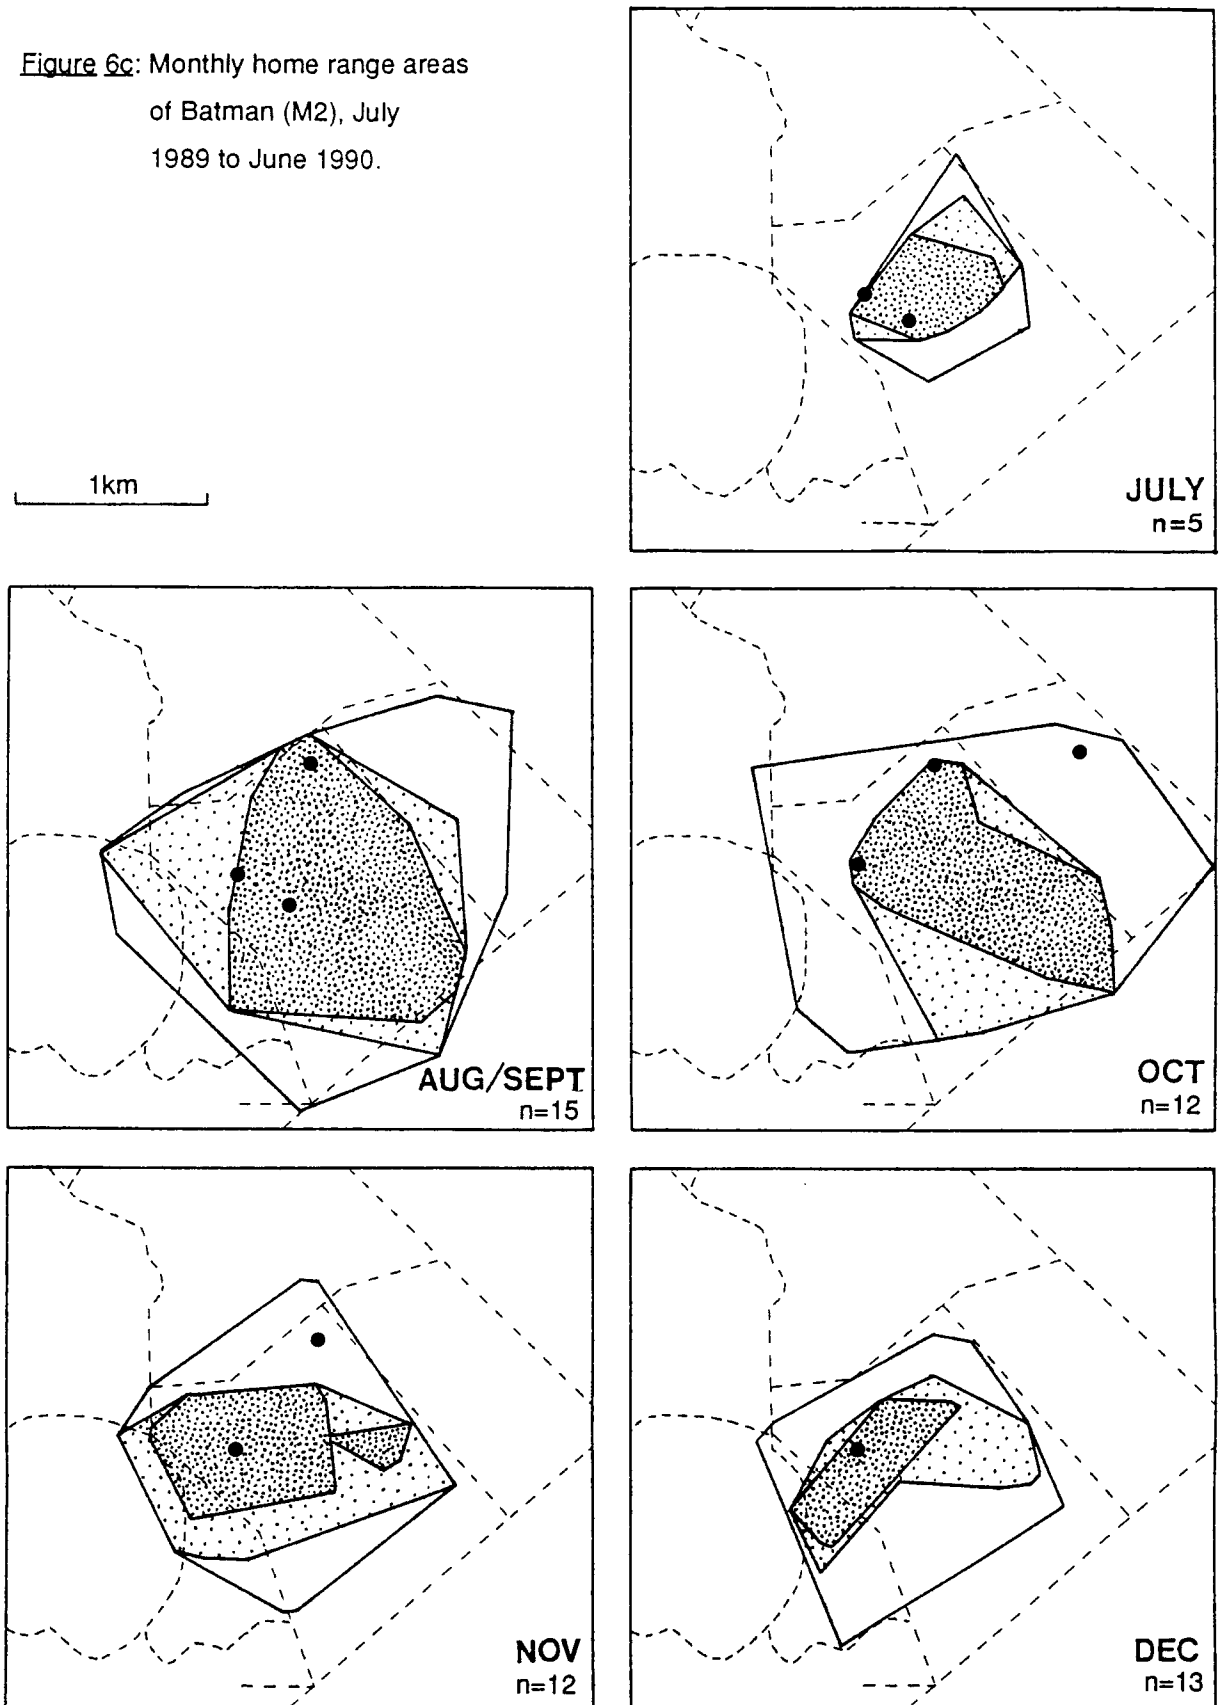 Figure 6c: Monthly home range areas
of Batman (M2), July
1989 to June 1990.
1km
JULY
n=5
AUG/SEPT
n=15
OCT
n=12
NOV
n=12
DEC
n=13